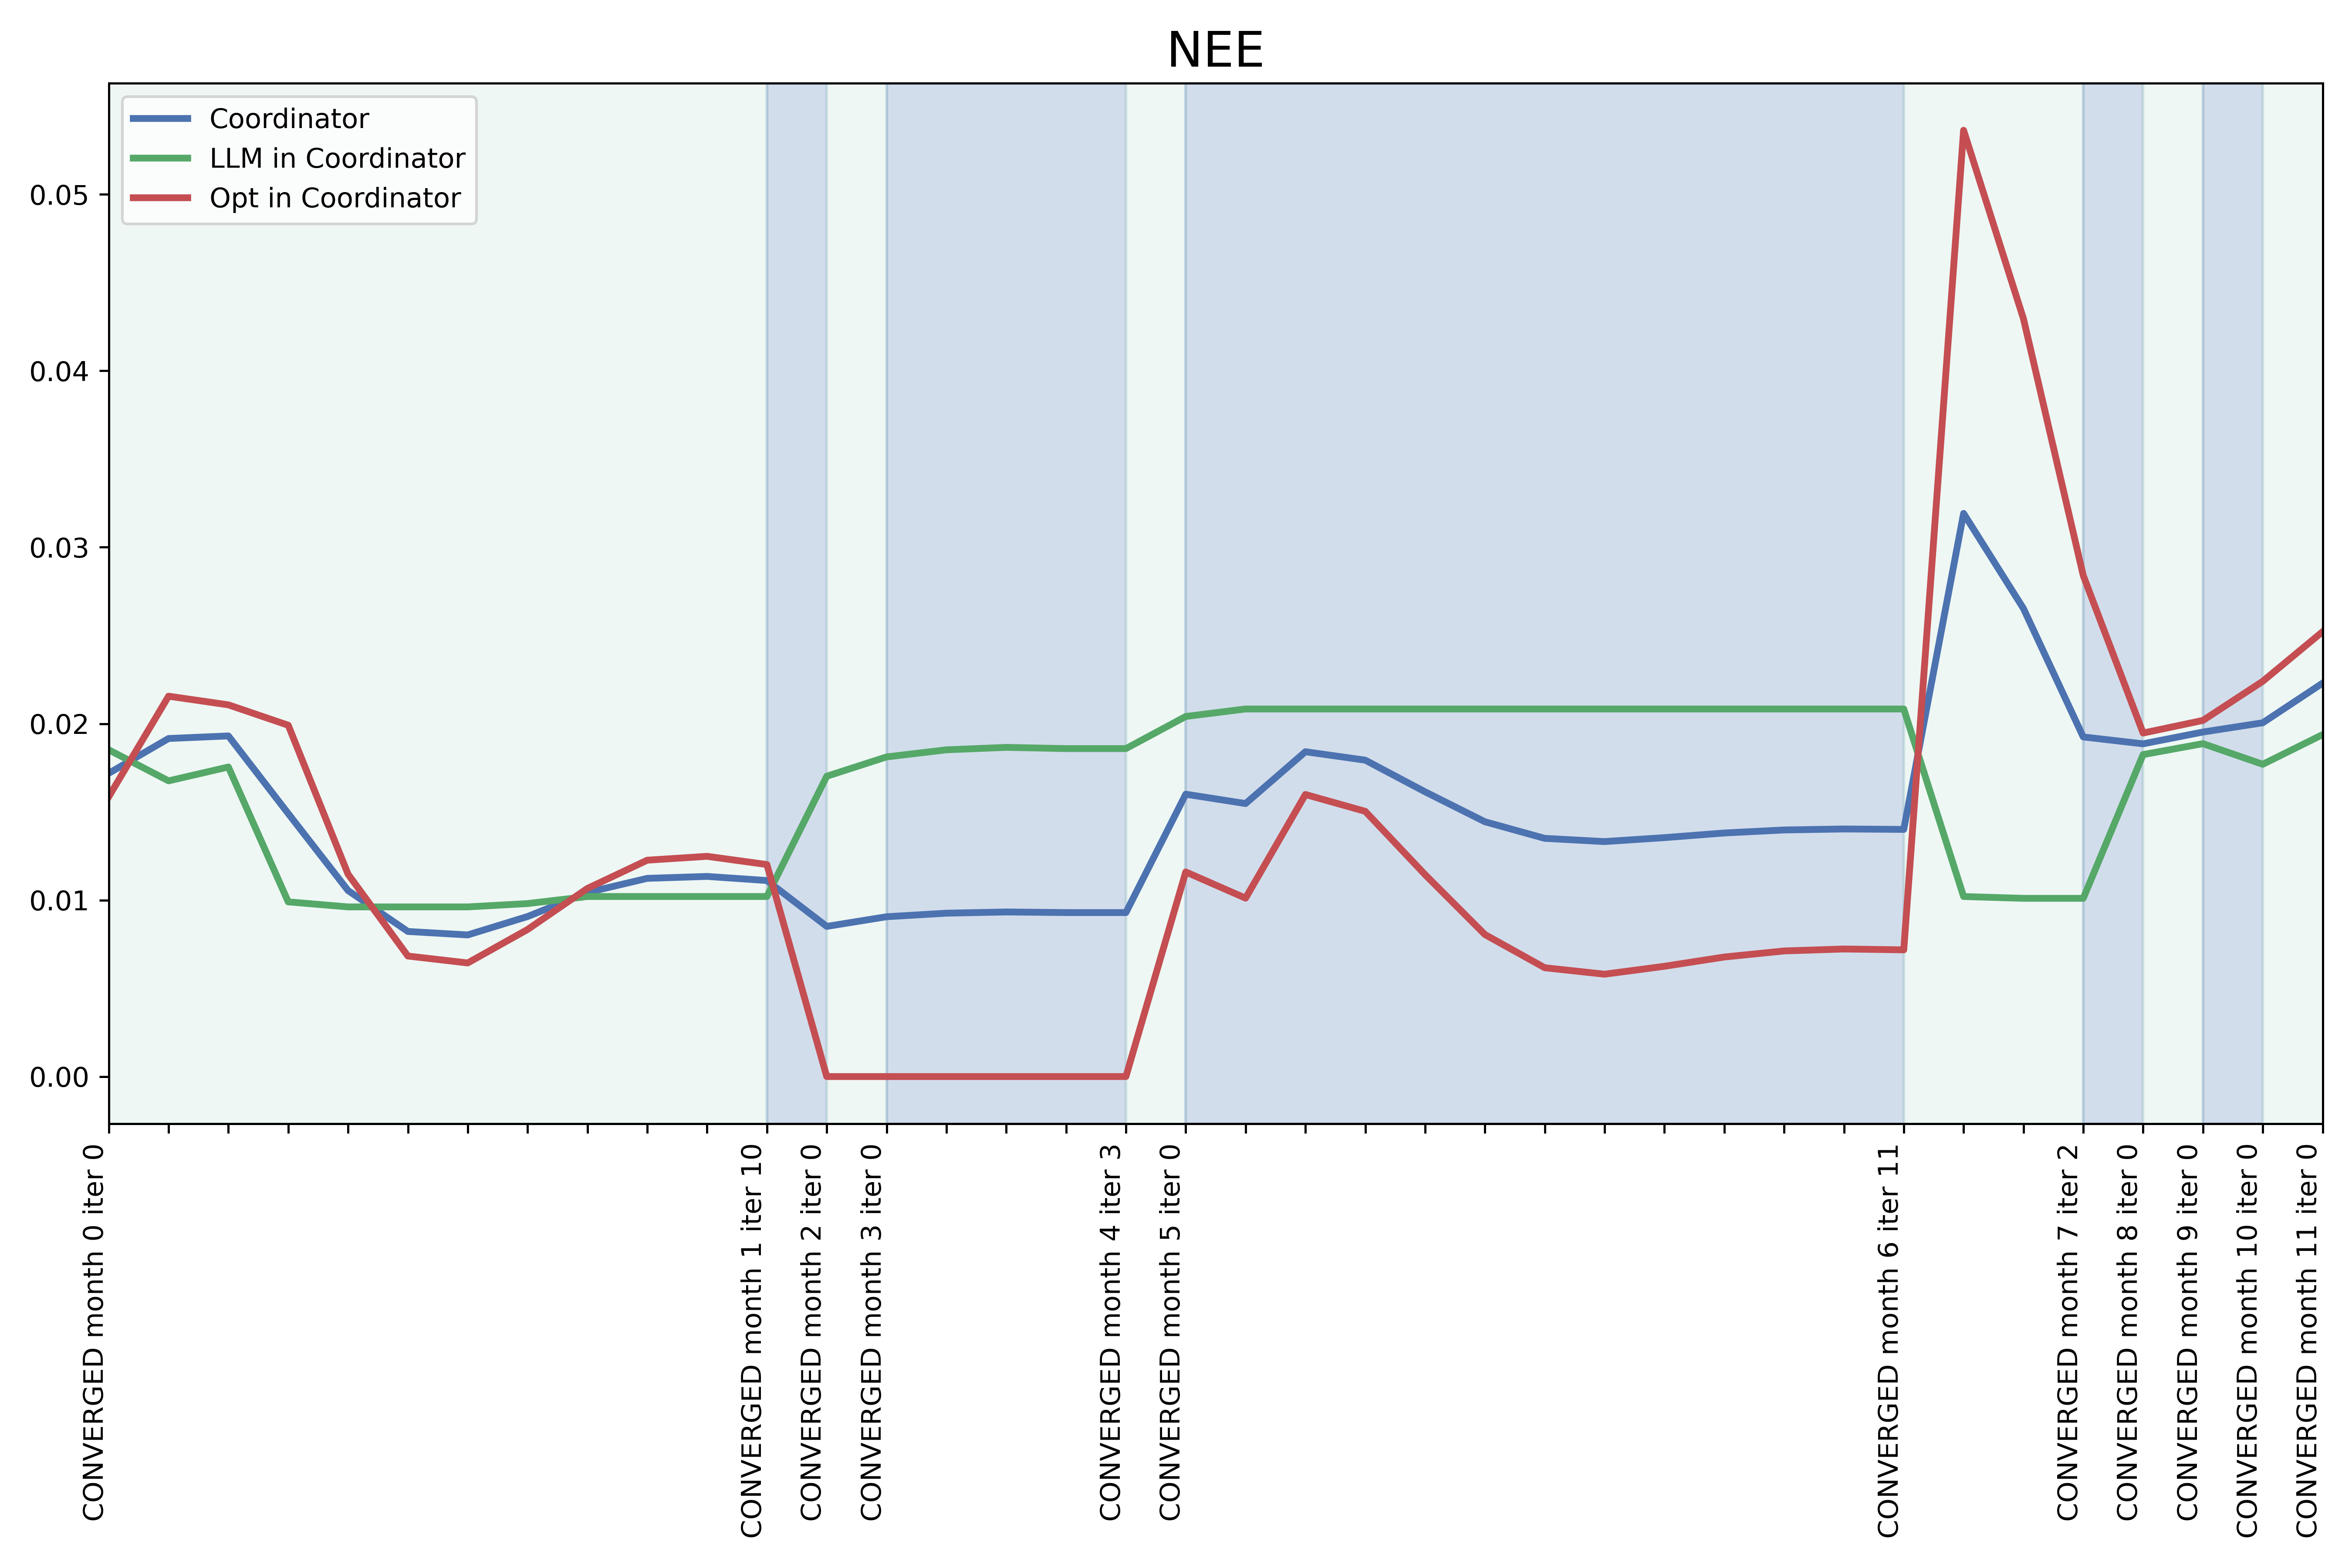 NEE
Coordinator
LLM in Coordinator
Opt in Coordinator
0.05
0.04
0.03
0.02
0.01
0.00
CONVERGED month 0 iter 0
CONVERGED month 1 iter 10
CONVERGED month 2 iter 0
CONVERGED month 3 iter 0
CONVERGED month 4 iter 3
CONVERGED month 5 iter 0
CONVERGED month 6 iter 11
CONVERGED month 7 iter 2
CONVERGED month 8 iter 0
CONVERGED month 9 iter 0
CONVERGED month 10 iter 0
CONVERGED month 11 iter 0